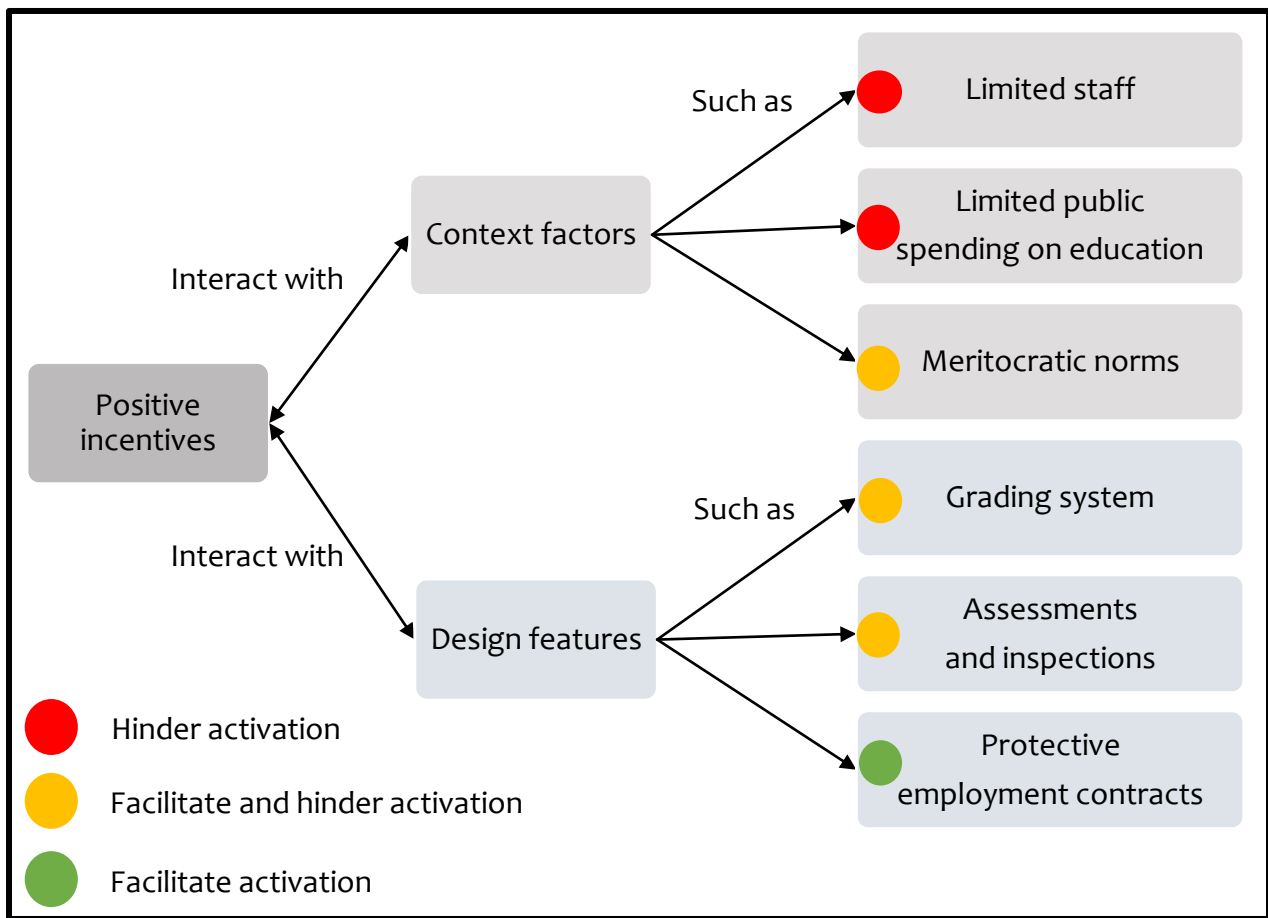 Such as
Limited staff
Limited public
spending on education
Context factors
Interact with
Meritocratic norms
Positive
incentives
Such as
Grading system
Interact with
Design features
Assessments
and inspections
Protective
employment contracts
Hinder activation
Facilitate and hinder activation
Facilitate activation